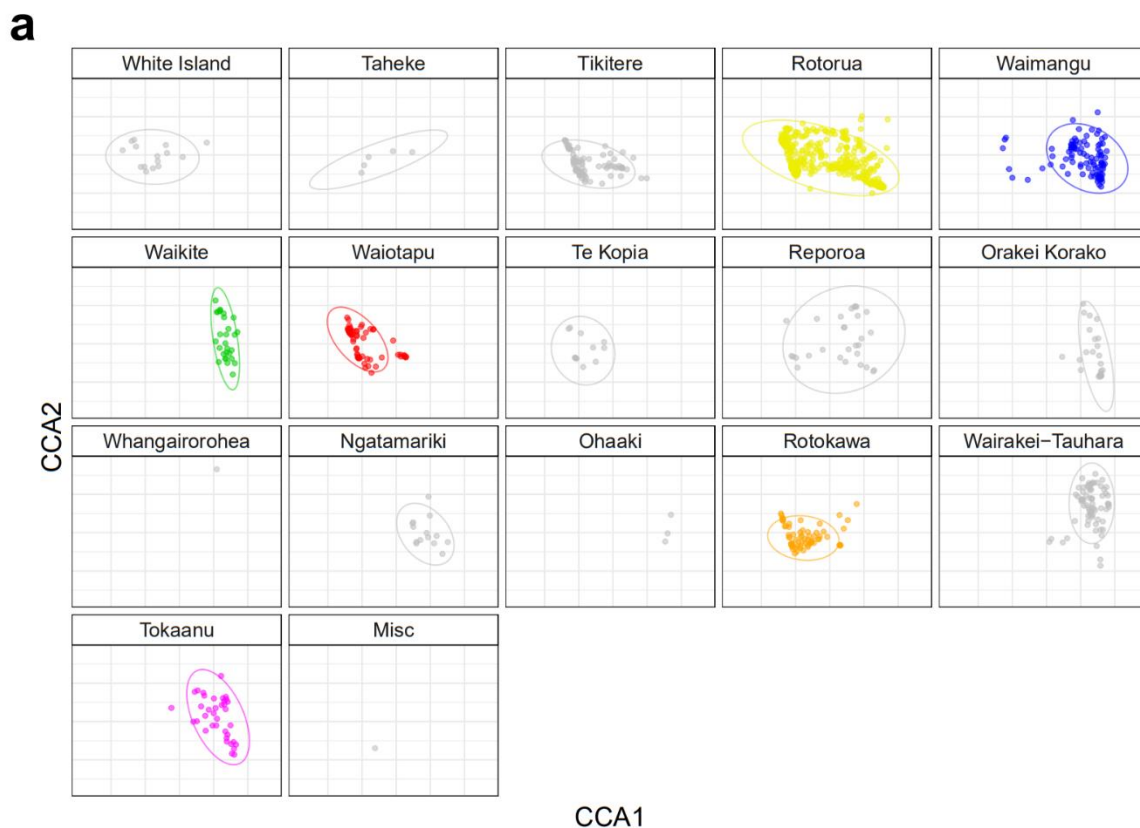 a
White Island Taheke Tikitere Rotorua Waimangu
Waikite Waiotapu Te Kopia Reporoa Orakei Korako
Whangairorohea Ngatamariki Ohaaki Rotokawa Wairakei−Tauhara
Tokaanu Misc
CCA2
CCA1